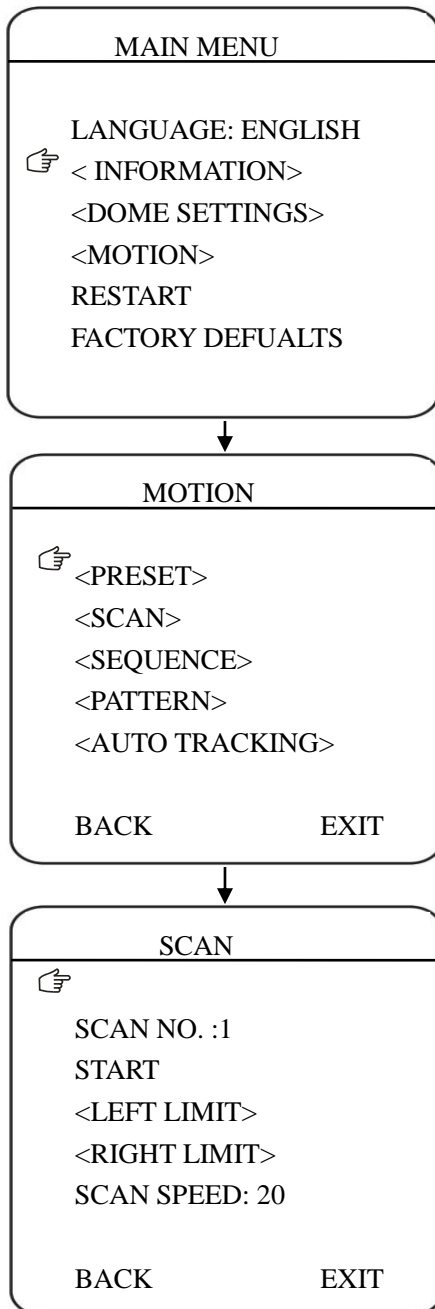 MAIN MENU
LANGUAGE: ENGLISH
< INFORMATION>
<DOME SETTINGS>
<MOTION>
RESTART
FACTORY DEFUALTS
MOTION
<PRESET>
<SCAN>
<SEQUENCE>
<PATTERN>
<AUTO TRACKING>
BACK EXIT
SCAN
SCAN NO. :1
START
<LEFT LIMIT>
<RIGHT LIMIT>
SCAN SPEED: 20
BACK EXIT